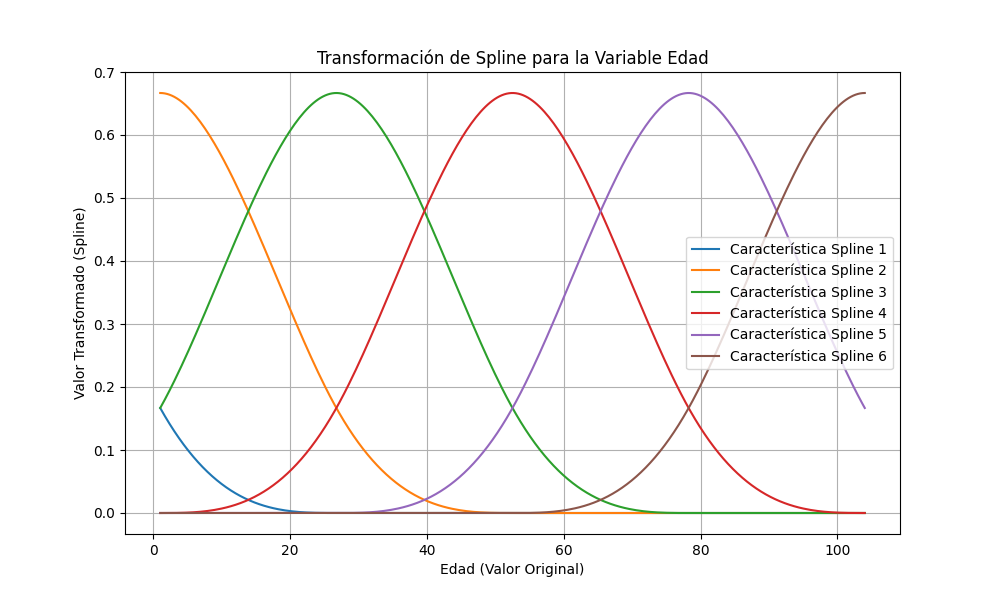 Transformación de Spline para la Variable Edad
0.7
0.6
0.5
0.4
0.3
0.2
0.1
0.0
Valor Transformado (Spline)
Característica Spline 1
Característica Spline 2
Característica Spline 3
Característica Spline 4
Característica Spline 5
Característica Spline 6
0 20 40 60 80 100
Edad (Valor Original)